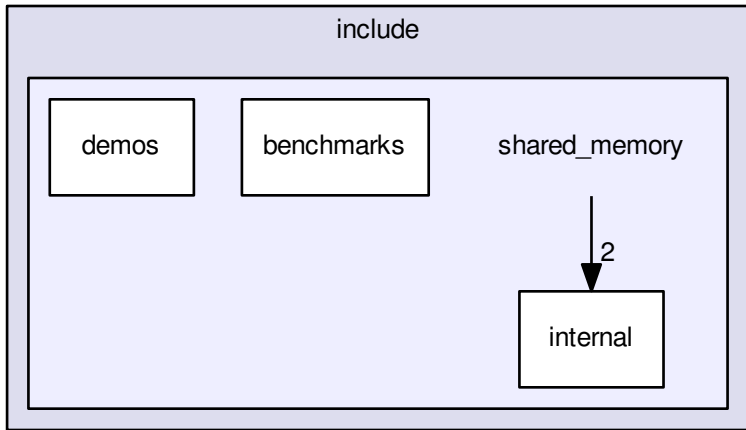 include
demos
benchmarks
shared_memory
2
internal